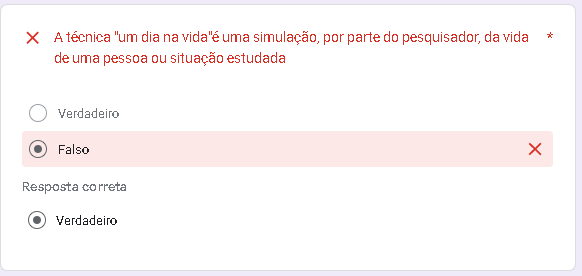 A técnica "um dia na vida"é uma simulação, por parte do pesquisador, da vida *
de uma pessoa ou situação estudada
Verdadeiro
Falso
Resposta correta
Verdadeiro